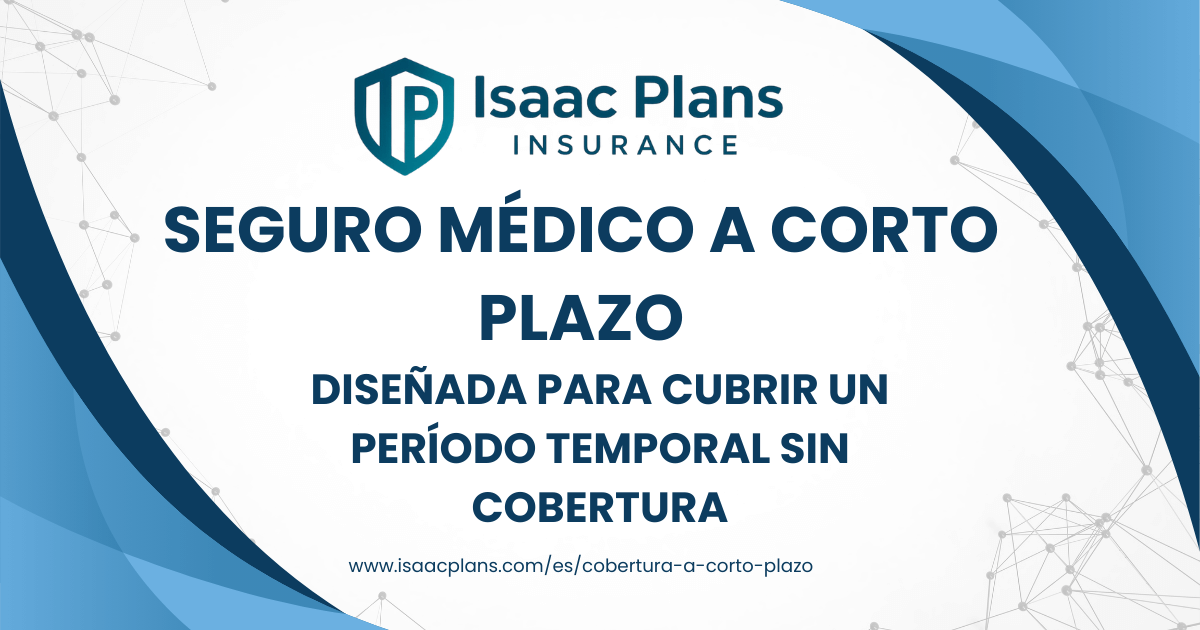 IP Isaac Plans
INSURANCE
SEGURO MÉDICO A CORTO
PLAZO
DISEÑADA PARA CUBRIR UN
PERÍODO TEMPORAL SIN
COBERTURA
www.isaacplans.com/es/cobertura-a-corto-plazo